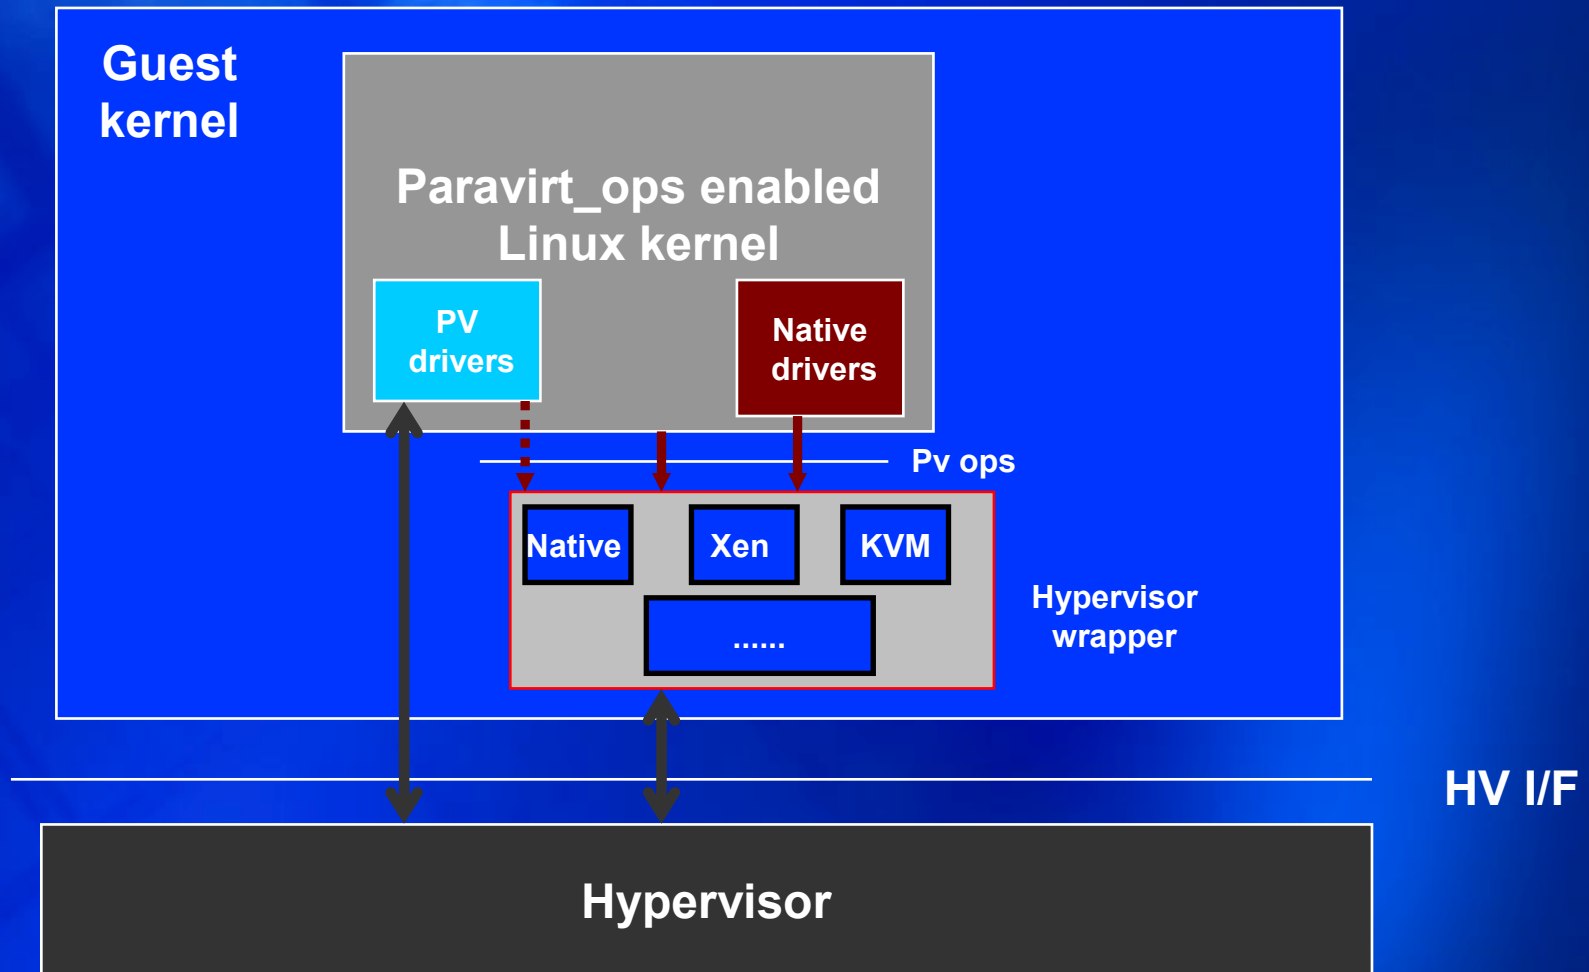 Guest
kernel
Paravirt_ops enabled
Linux kernel
PV
drivers
Native
drivers
Pv ops
Native
Xen
KVM
......
Hypervisor
wrapper
HV I/F
Hypervisor